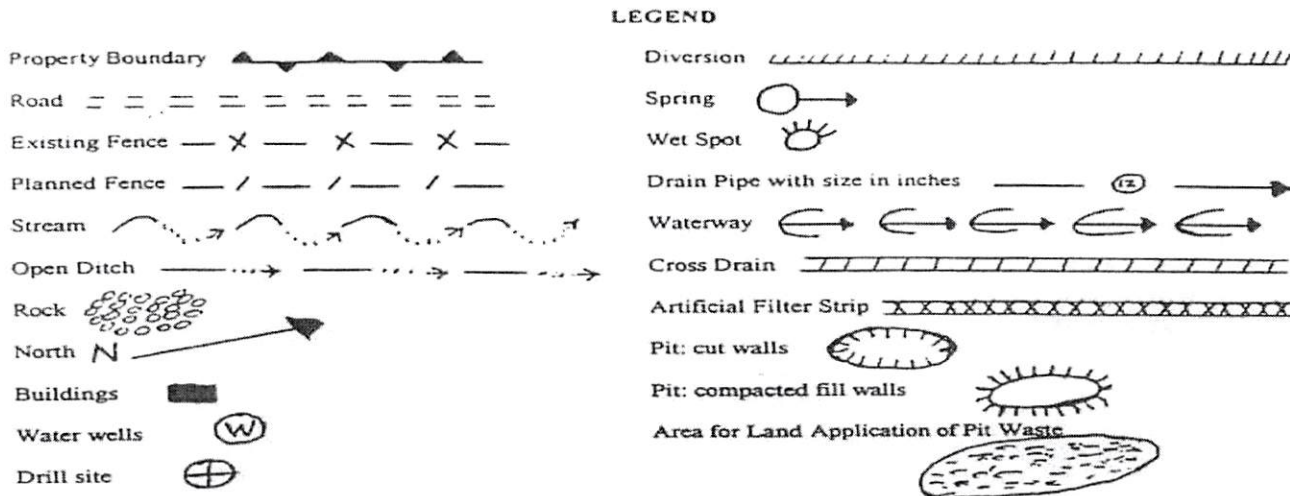 LEGEND
Property Boundary
Road
Existing Fence
Planned Fence
Stream
Open Ditch
Rock
North N
Buildings
Water wells W
Drill site
Diversion
Spring
Wet Spot
Drain Pipe with size in inches 12
Waterway
Cross Drain
Artificial Filter Strip
Pit: cut walls
Pit: compacted fill walls
Area for Land Application of Pit Waste